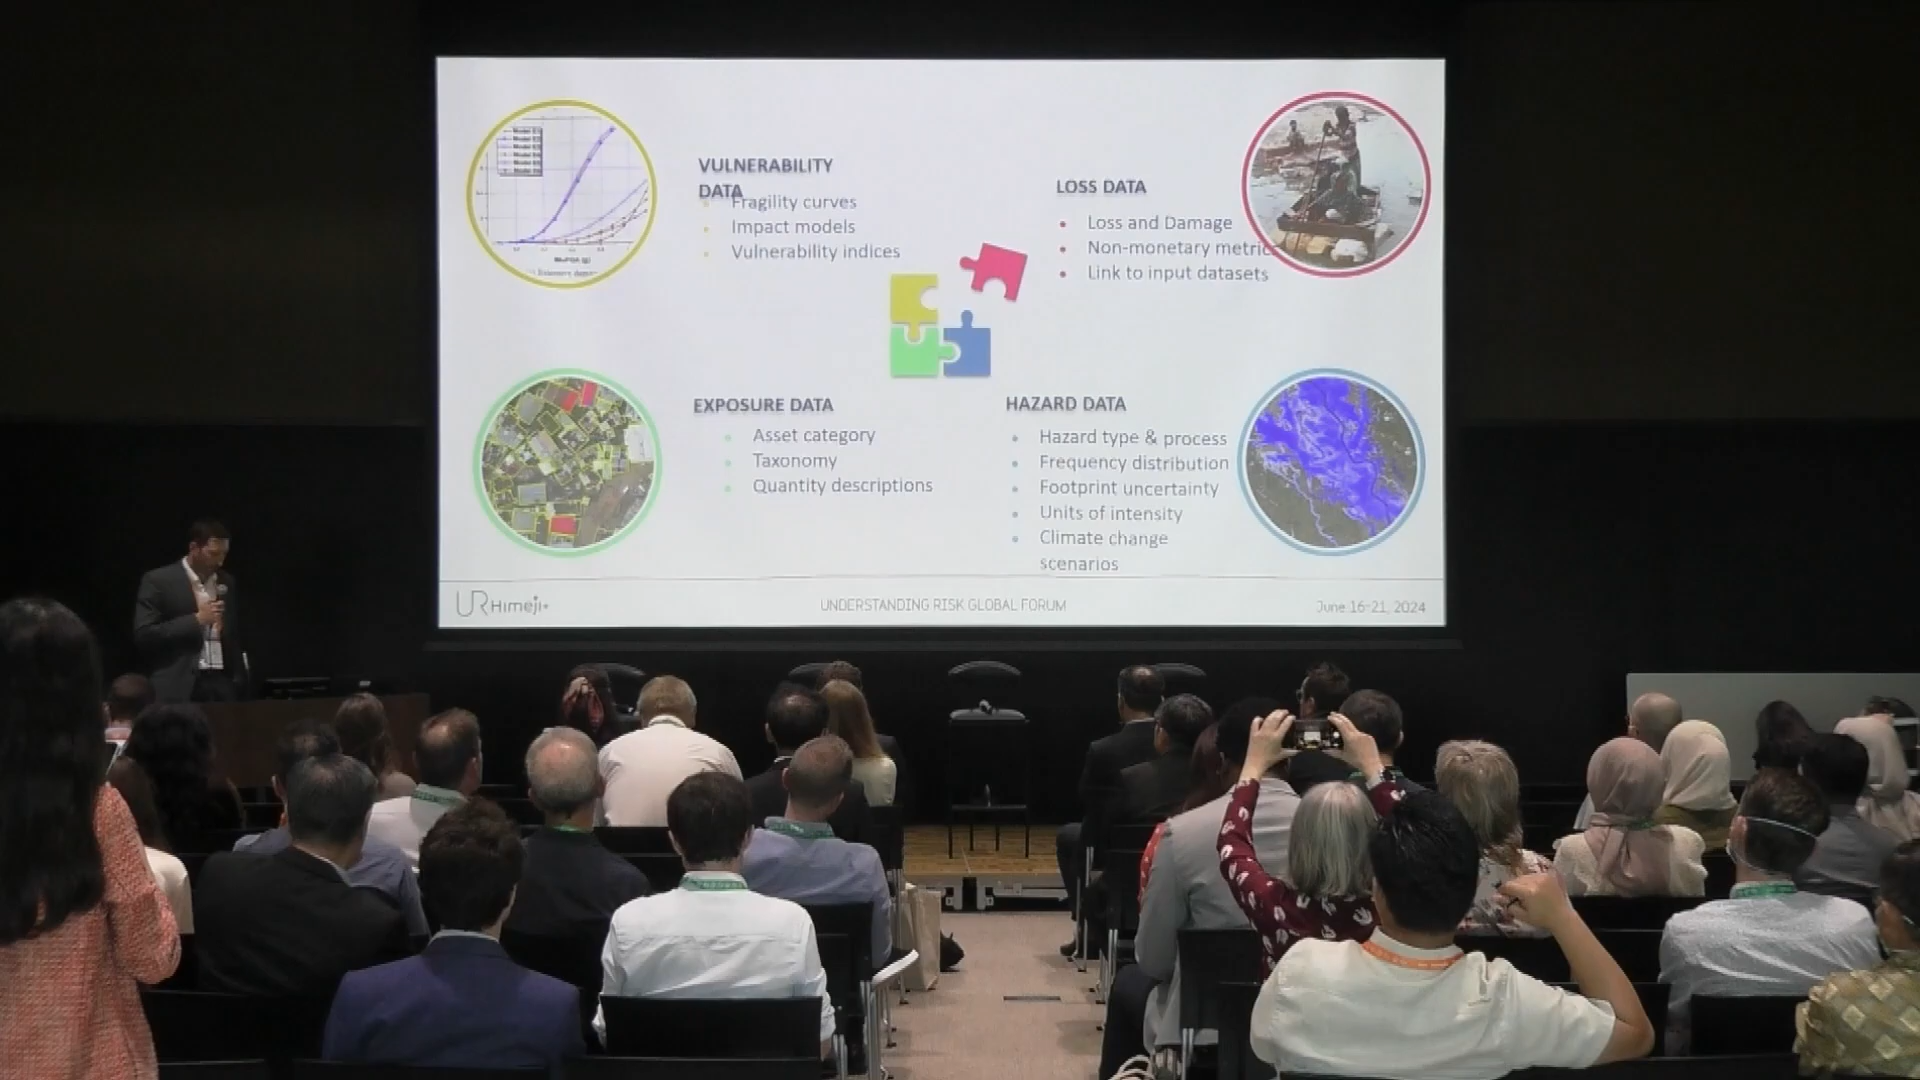 VULNERABILITY
DATA
Fragility curves
Impact models
Vulnerability indices
LOSS DATA
Loss and Damage
Non-monetary metric
Link to input datasets
EXPOSURE DATA
Asset category
Taxonomy
Quantity descriptions
HAZARD DATA
Hazard type & process
Frequency distribution
Footprint uncertainty
Units of intensity
Climate change
scenarios
UR Himeji
UNDERSTANDING RISK GLOBAL FORUM
June 16-21, 2024